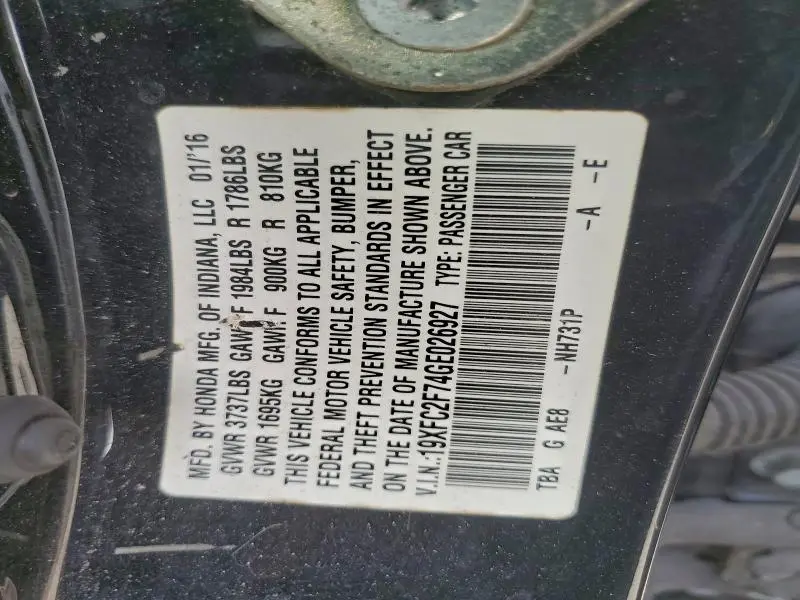 MFD. BY HONDA MFG. OF INDIANA, LLC 01/'16
GVWR 3737LBS GAWR F 1984LBS R 1786LBS
GVWR 1695KG GAWR F 900KG R 810KG
THIS VEHICLE CONFORMS TO ALL APPLICABLE
FEDERAL MOTOR VEHICLE SAFETY, BUMPER,
AND THEFT PREVENTION STANDARDS IN EFFECT
ON THE DATE OF MANUFACTURE SHOWN ABOVE.
V.I.N.:19XFC2F74GE026927 TYPE: PASSENGER CAR
TBA G AE8 -NH731P -A -E